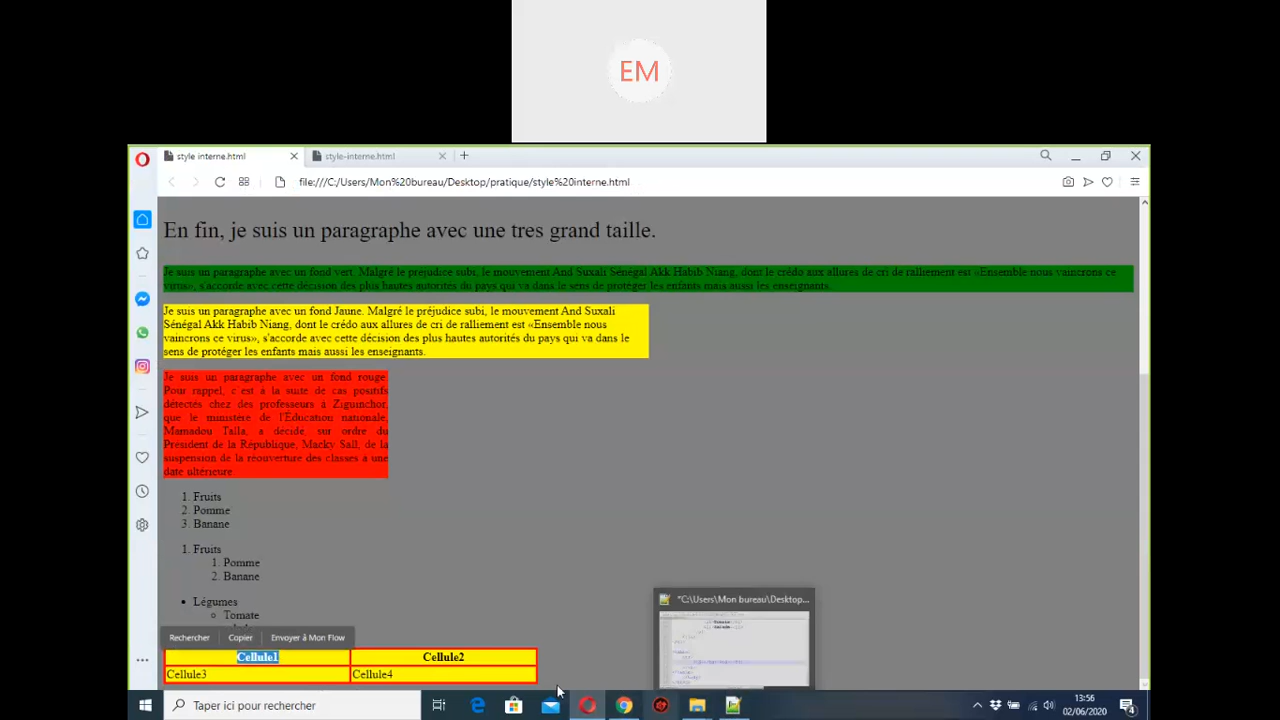 EM
style interne.html
style-interne.html
file:///C:/Users/Mon%20bureau/Desktop/pratique/style%20interne.html
En fin, je suis un paragraphe avec une tres grand taille.
Je suis un paragraphe avec un fond vert. Malgré le préjudice subi, le mouvement And Suxali Sénégal Akk Habib Niang, dont le crédo aux allures de cri de ralliement est «Ensemble nous vaincrons ce
virus», s'accorde avec cette décision des plus hautes autorités du pays qui va dans le sens de protéger les enfants mais aussi les enseignants.
Je suis un paragraphe avec un fond Jaune. Malgré le préjudice subi, le mouvement And Suxali
Sénégal Akk Habib Niang, dont le crédo aux allures de cri de ralliement est «Ensemble nous
vaincrons ce virus», s'accorde avec cette décision des plus hautes autorités du pays qui va dans le
sens de protéger les enfants mais aussi les enseignants.
Je suis un paragraphe avec un fond rouge.
Pour rappel, c'est à la suite de cas positifs
détectés chez des professeurs à Ziguinchor,
que le ministère de l'Éducation nationale,
Mamadou Talla, a décidé, sur ordre du
Président de la République, Macky Sall, de la
suspension de la réouverture des classes à une
date ultérieure
1. Fruits
2. Pomme
3. Banane
1. Fruits
1. Pomme
2. Banane
Légumes
Tomate
Rechercher Copier Envoyer à Mon Flow
Cellule1 Cellule2
Cellule3 Cellule4
*C:\Users\Mon bureau\Desktop...
Taper ici pour rechercher
13:56
02/06/2020
4